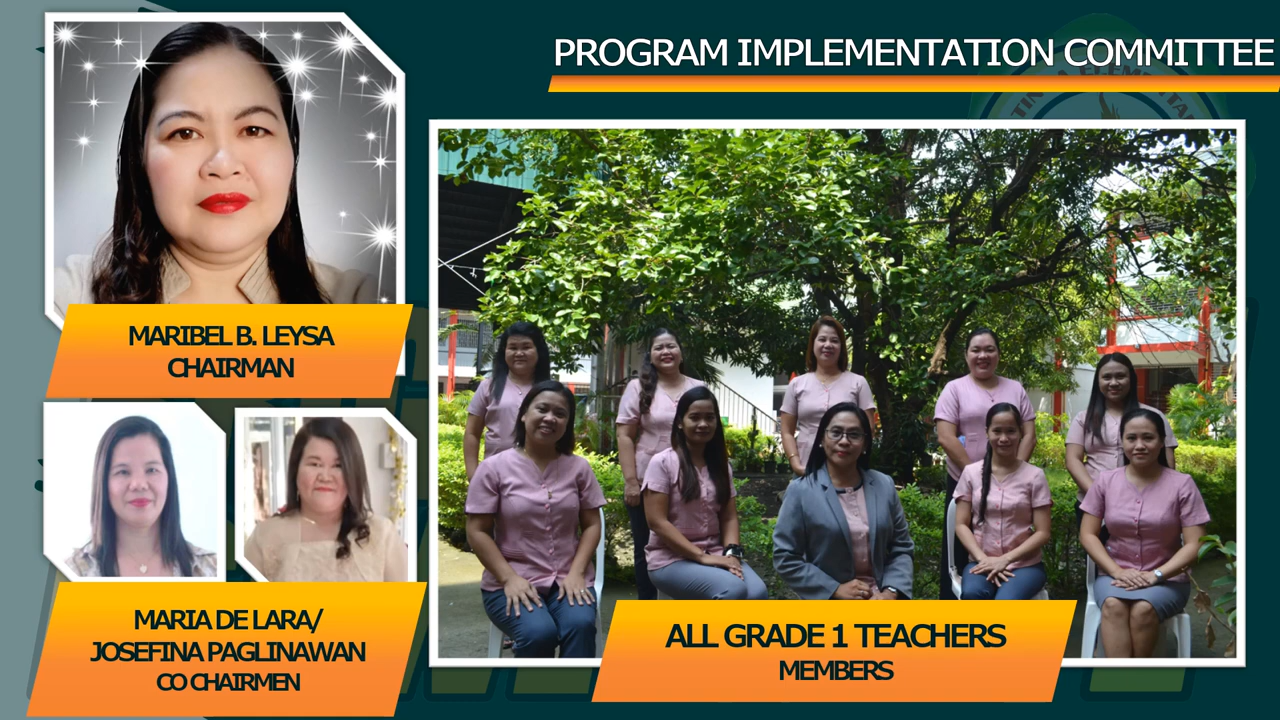 PROGRAM IMPLEMENTATION COMMITTEE
MARIBEL B. LEYSA
CHAIRMAN
MARIA DE LARA/
JOSEFINA PAGLINAWAN
CO CHAIRMEN
ALL GRADE 1 TEACHERS
MEMBERS